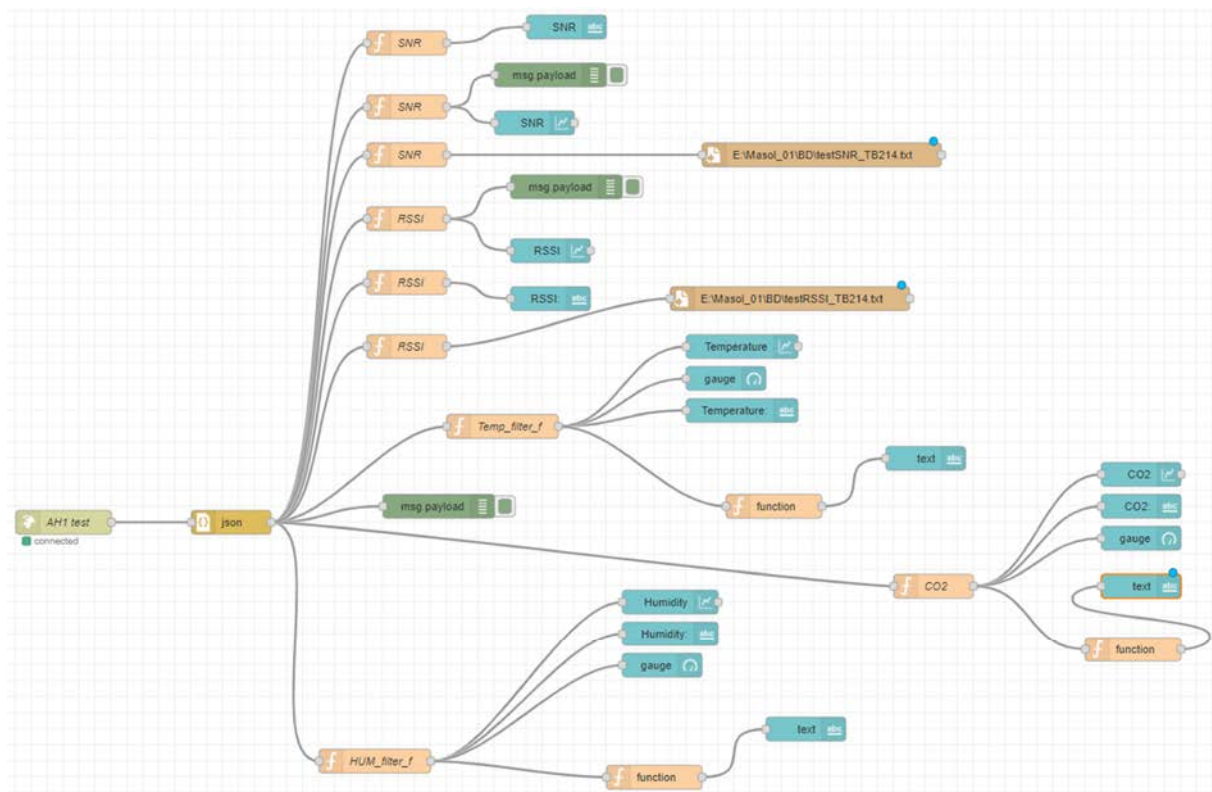 SNR
SNR
msg.payload
SNR
SNR
SNR
E:\Masol_01\BD\testSNR_TB214.txt
msg.payload
RSSI
RSSI
RSSI
RSSI:
E:\Masol_01\BD\testRSSI_TB214.txt
RSSI
Temperature
gauge
Temperature:
Temp_filter_f
text
CO2
msg.payload
function
CO2:
AH1 test
json
connected
gauge
CO2
text
Humidity
Humidity:
function
gauge
text
HUM_filter_f
function